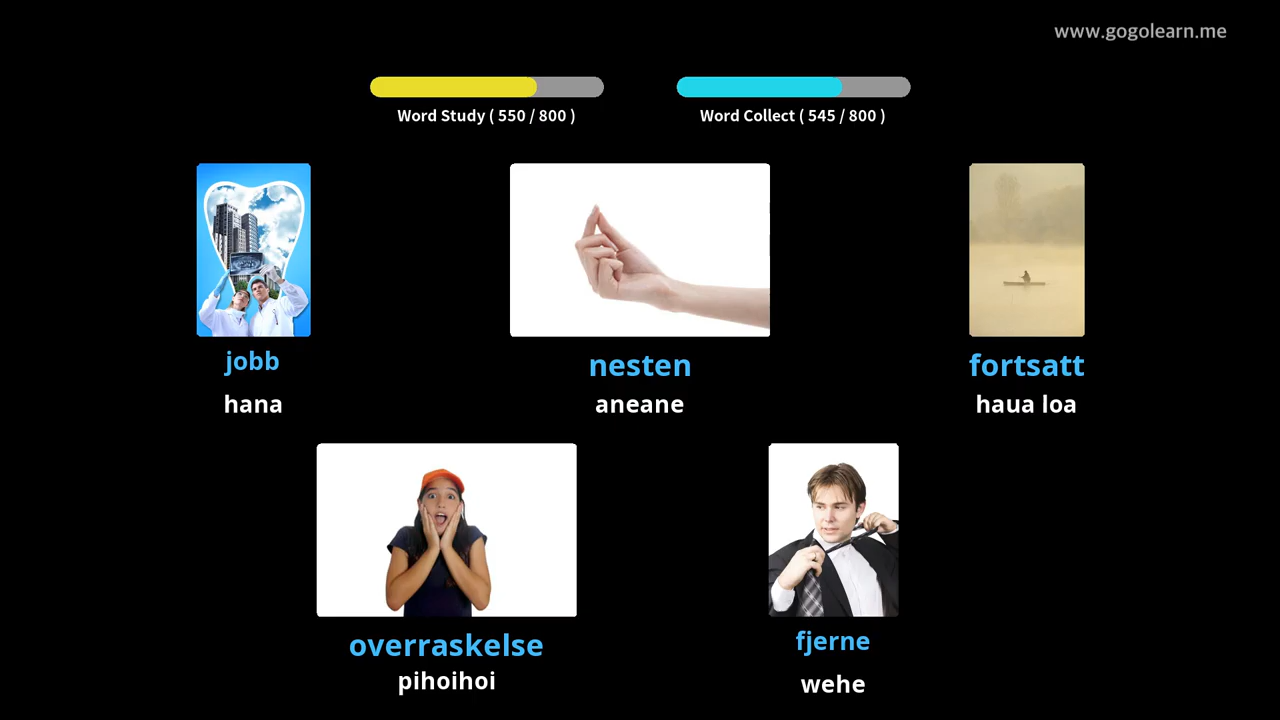 www.gogolearn.me
Word Study ( 550 / 800 )
Word Collect ( 545 / 800 )
jobb
hana
nesten
aneane
fortsatt
haua loa
overraskelse
pihoihoi
fjerne
wehe